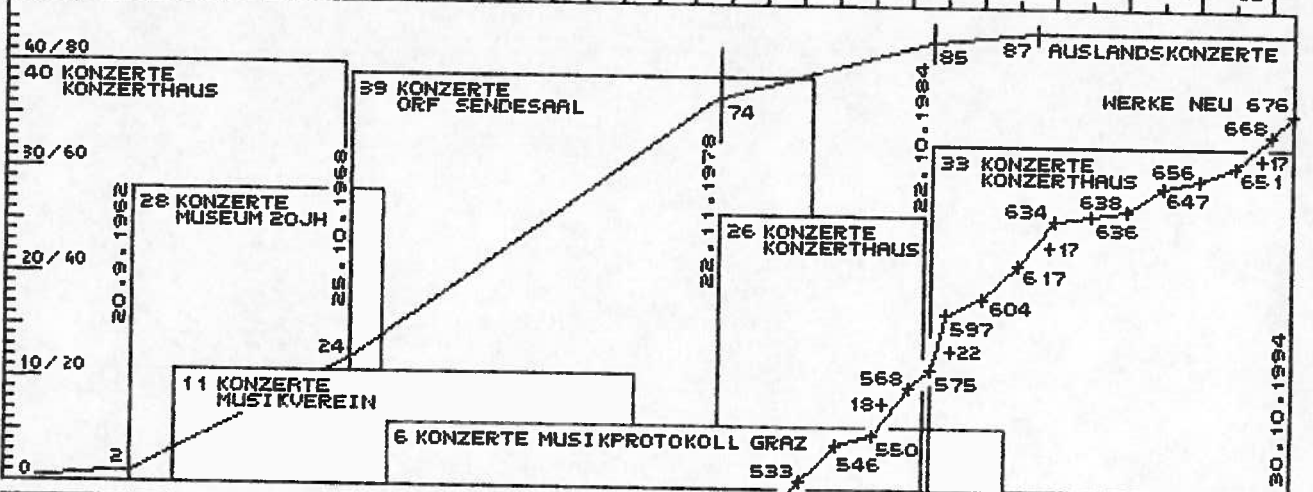 40/80
40 KONZERTE
KONZERTHAUS
39 KONZERTE
ORF SENDESAAL
74
85
87
AUSLANDSKONZERTE
WERKE NEU 676
668
+17
651
30/60
20.9.1962
28 KONZERTE
MUSEUM 20JH
25.10.1968
22.11.1978
26 KONZERTE
KONZERTHAUS
22.10.1984
33 KONZERTE
KONZERTHAUS
656
647
638
636
634
+17
617
604
597
+22
575
20/40
10/20
24
11 KONZERTE
MUSIKVEREIN
568
18+
550
546
533
6 KONZERTE MUSIKPROTOKOLL GRAZ
0
2
30.10.1994